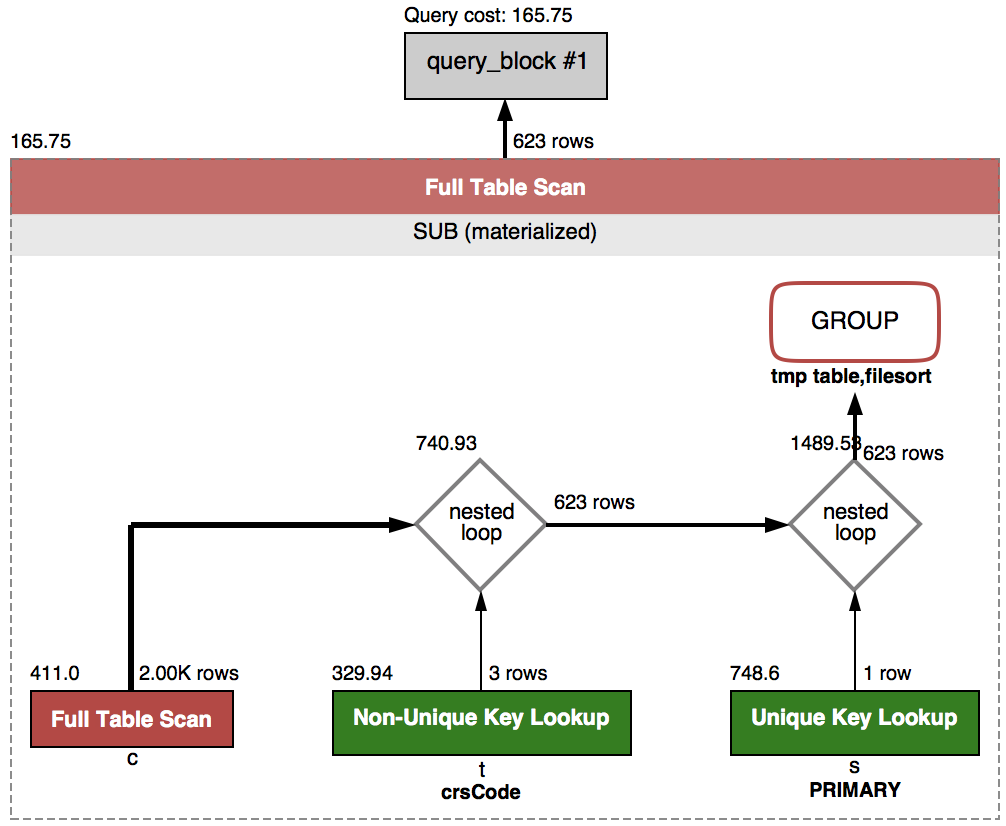 Query cost: 165.75
query_block #1
165.75
623 rows
Full Table Scan
SUB (materialized)
GROUP
tmp table,filesort
740.93
1489.53
623 rows
nested
loop
623 rows
nested
loop
411.0
2.00K rows
329.94
3 rows
748.6
1 row
Full Table Scan
Non-Unique Key Lookup
Unique Key Lookup
c
t
s
crsCode
PRIMARY